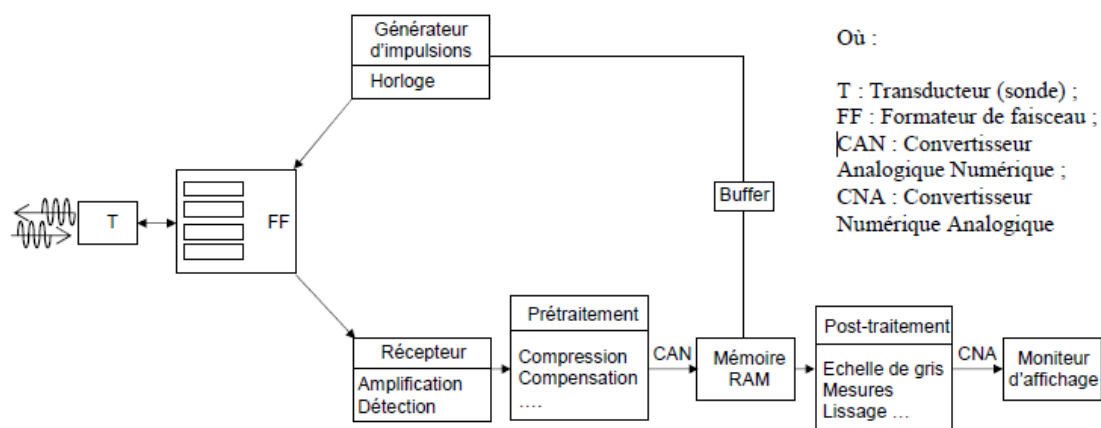 Générateur
d'impulsions
Horloge
Où :
T : Transducteur (sonde) ;
FF : Formateur de faisceau ;
CAN : Convertisseur
Analogique Numérique ;
CNA : Convertisseur
Numérique Analogique
Buffer
T
FF
Récepteur
Amplification
Détection
Prétraitement
Compression
Compensation
....
CAN
Mémoire
RAM
Post-traitement
Echelle de gris
Mesures
Lissage ...
CNA
Moniteur
d'affichage